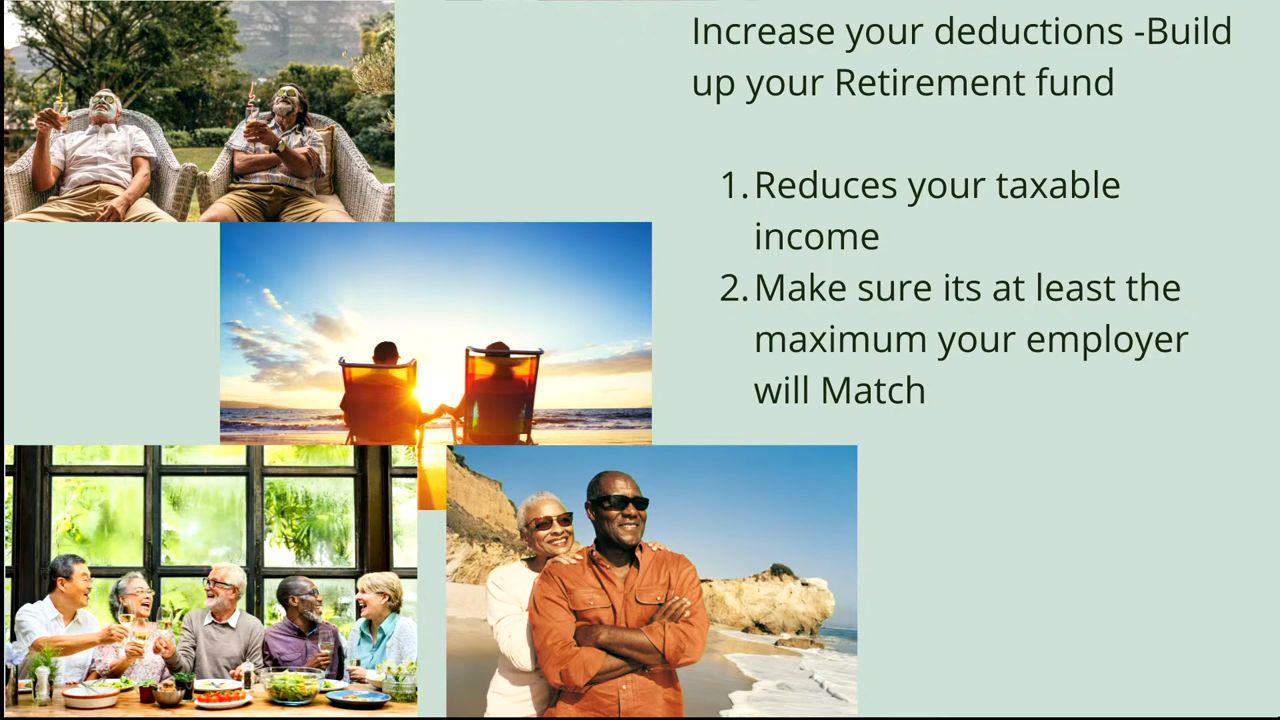 Increase your deductions -Build
up your Retirement fund
1. Reduces your taxable
income
2. Make sure its at least the
maximum your employer
will Match